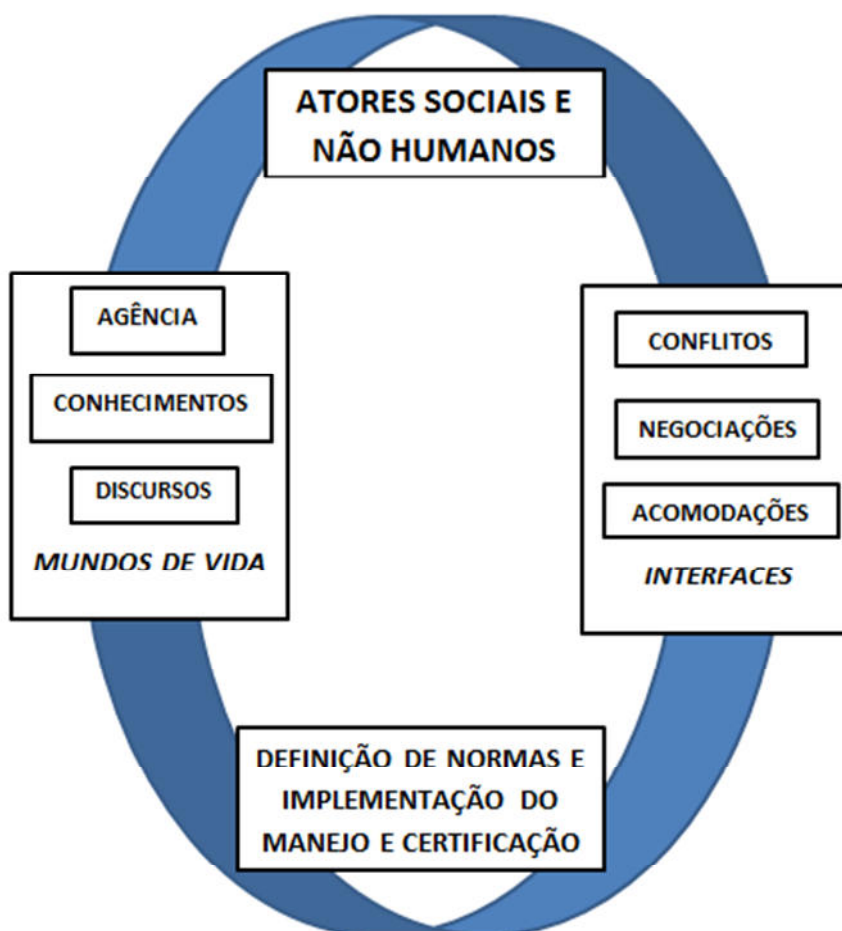 ATORES SOCIAIS E
NÃO HUMANOS
AGÊNCIA
CONHECIMENTOS
DISCURSOS
MUNDOS DE VIDA
CONFLITOS
NEGOCIAÇÕES
ACOMODAÇÕES
INTERFACES
DEFINIÇÃO DE NORMAS E
IMPLEMENTAÇÃO DO
MANEJO E CERTIFICAÇÃO